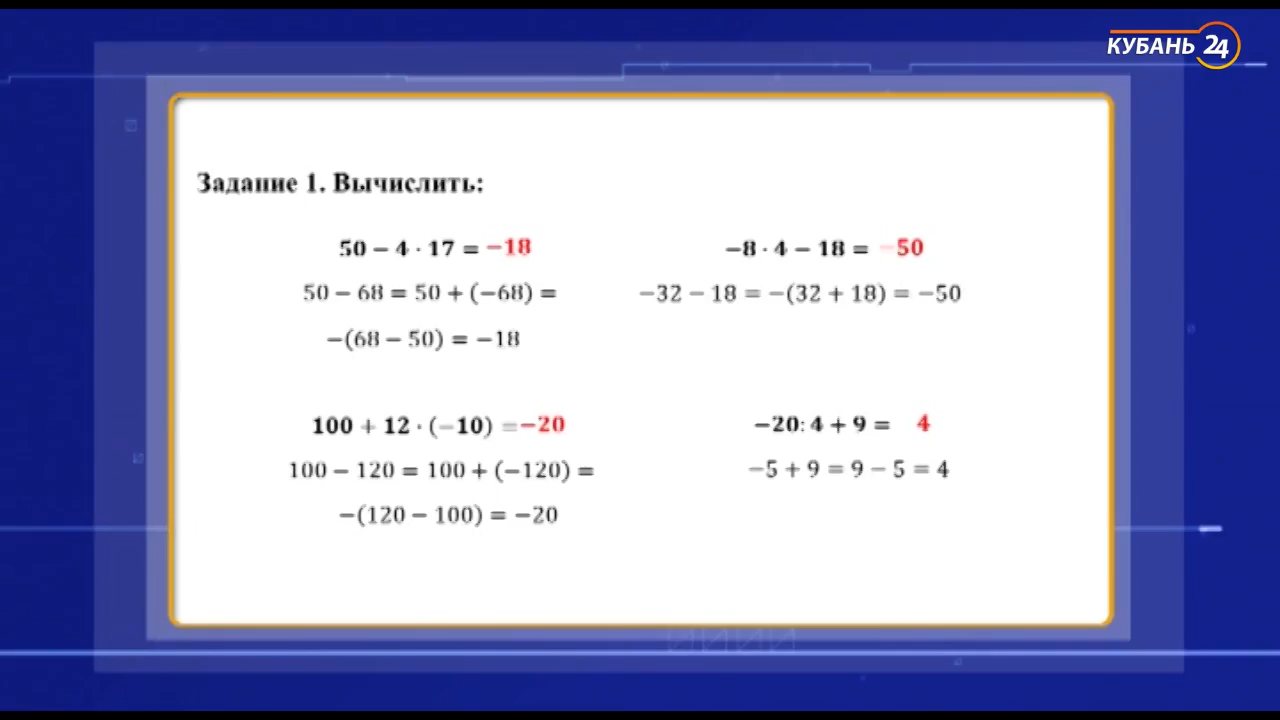 КУБАНЬ 24
Задание 1. Вычислить:
50 − 4 · 17 = −18
50 − 68 = 50 + (−68) =
−(68 − 50) = −18
−8 · 4 − 18 = −50
−32 − 18 = −(32 + 18) = −50
100 + 12 · (−10) =−20
100 − 120 = 100 + (−120) =
−(120 − 100) = −20
−20: 4 + 9 = 4
−5 + 9 = 9 − 5 = 4